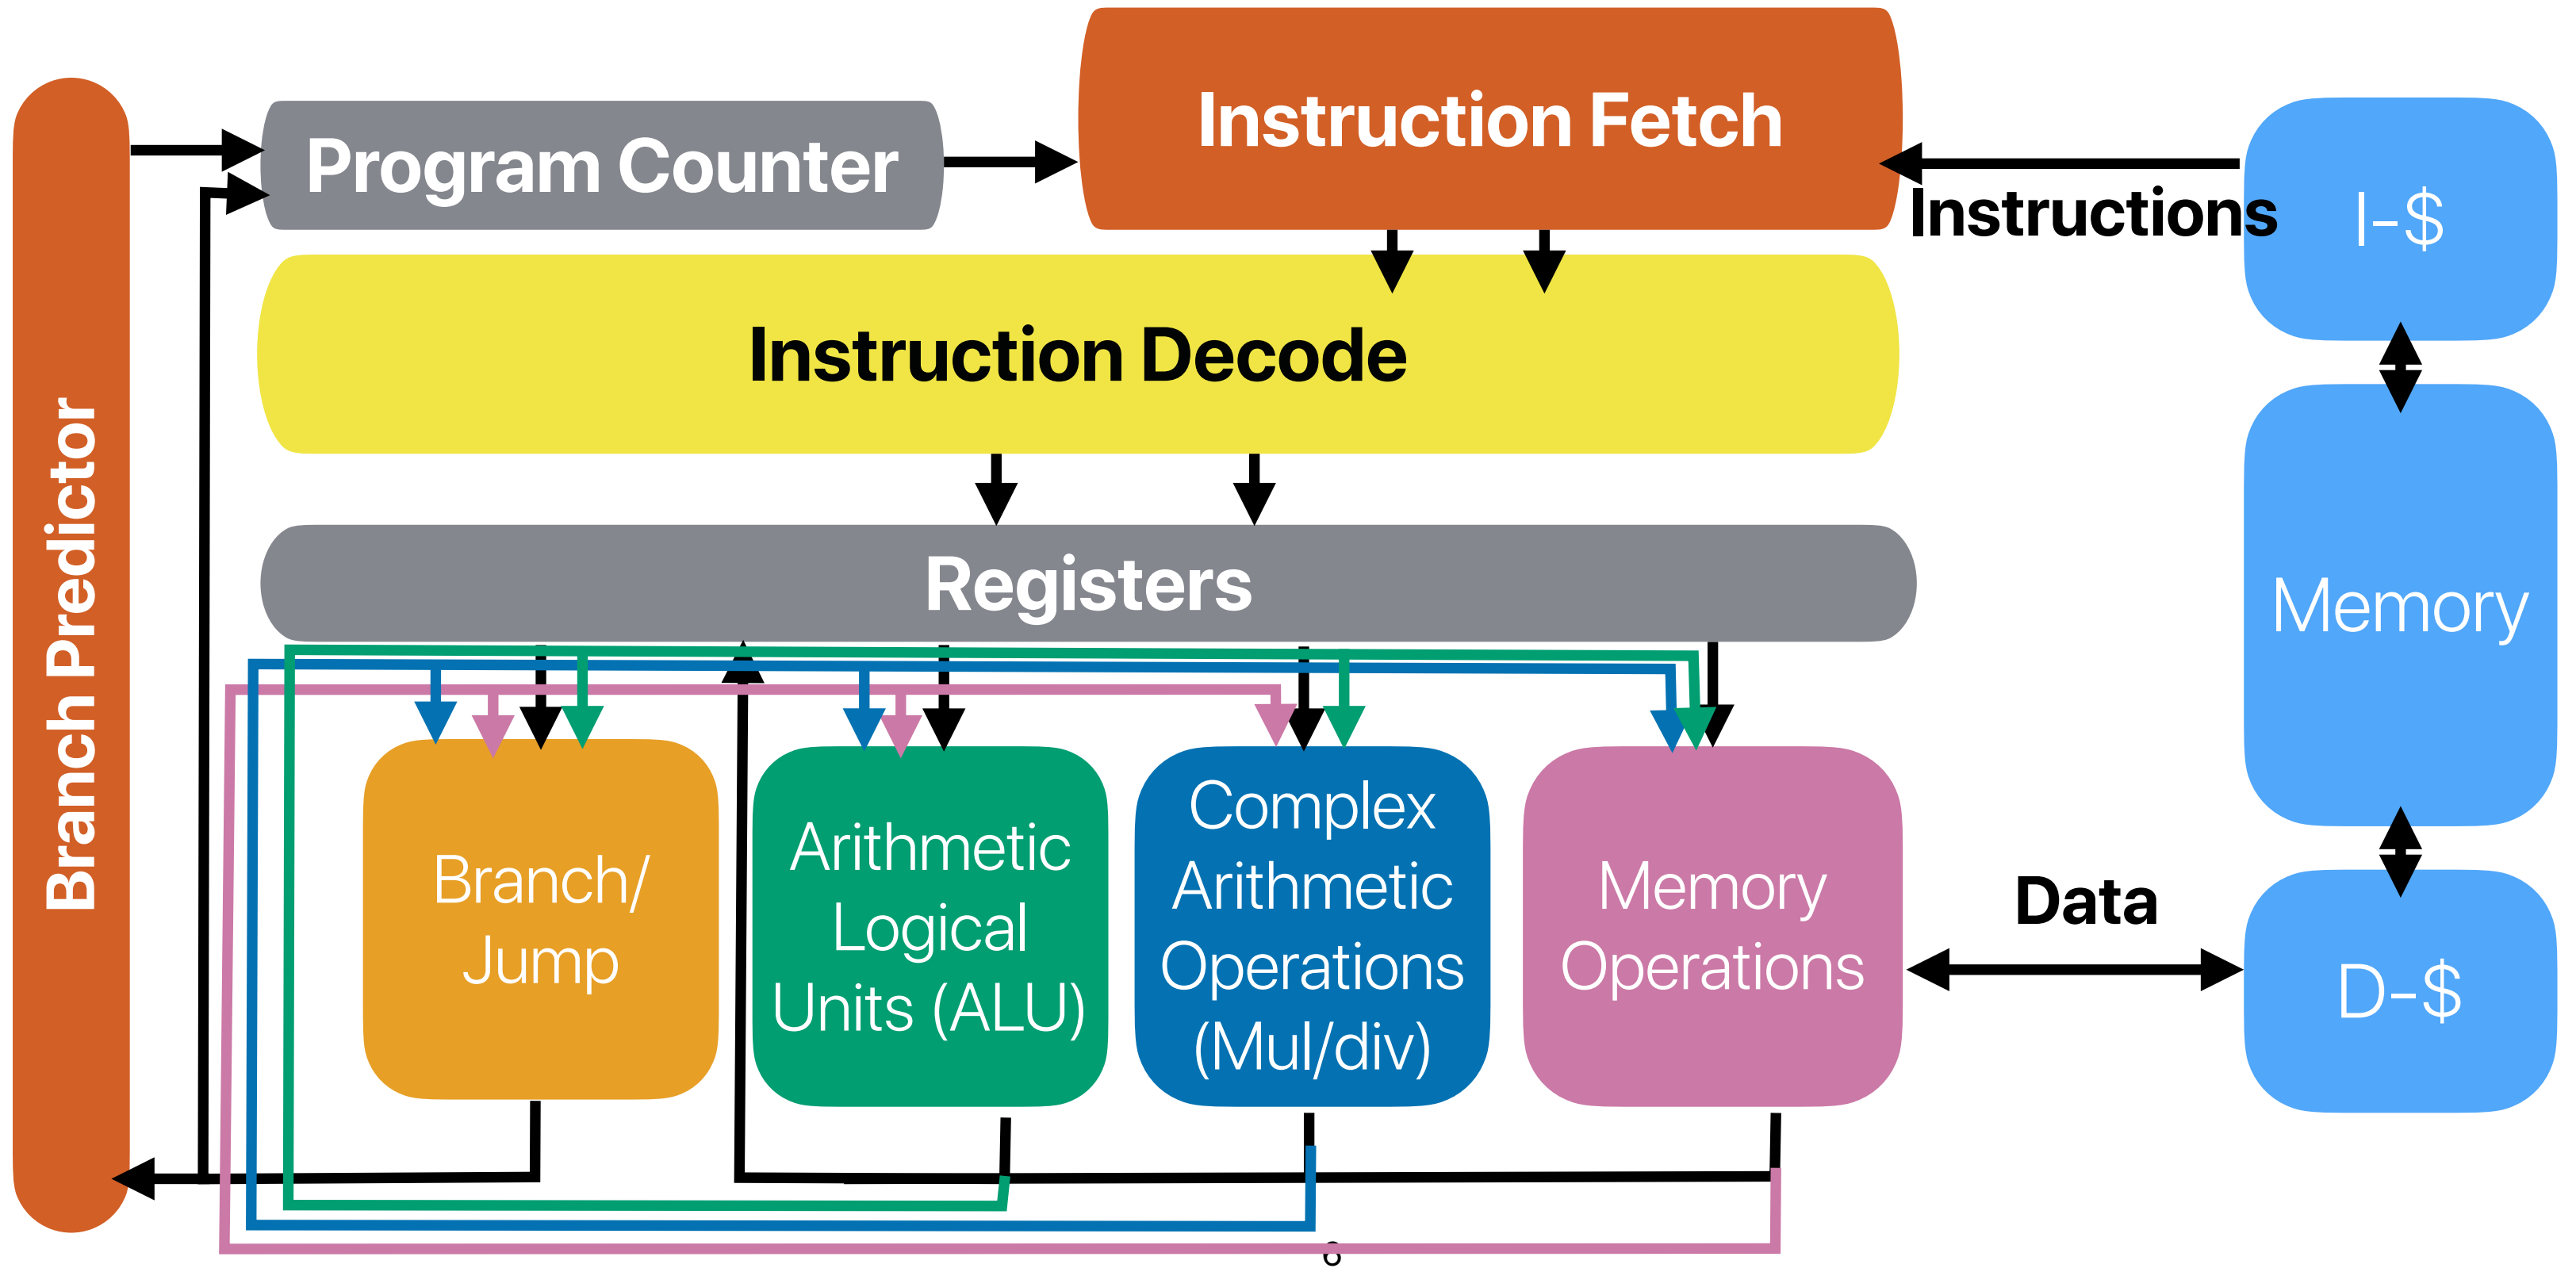 Branch Predictor
Program Counter
Instruction Fetch
Instructions
I-$
Instruction Decode
Registers
Memory
Branch/
Jump
Arithmetic
Logical
Units (ALU)
Complex
Arithmetic
Operations
(Mul/div)
Memory
Operations
Data
D-$